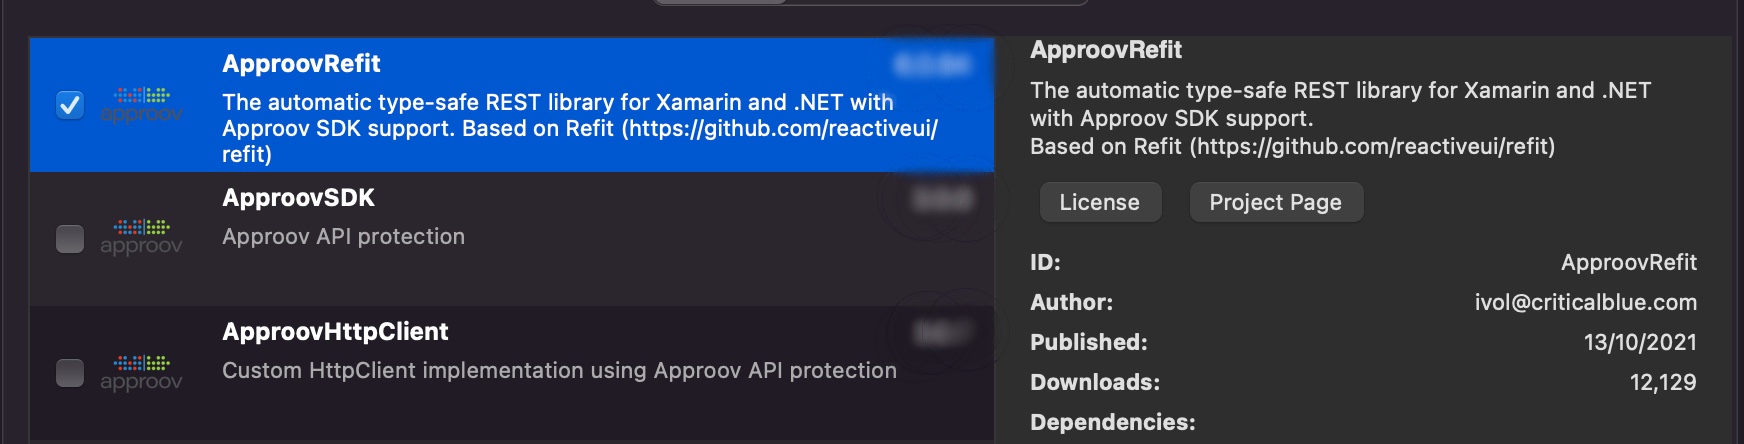 ApproovRefit
The automatic type-safe REST library for Xamarin and .NET with
Approov SDK support. Based on Refit (https://github.com/reactiveui/
refit)
approov
ApproovSDK
Approov API protection
approov
ApproovHttpClient
Custom HttpClient implementation using Approov API protection
approov
ApproovRefit
The automatic type-safe REST library for Xamarin and .NET
with Approov SDK support.
Based on Refit (https://github.com/reactiveui/refit)
License
Project Page
ID: ApproovRefit
Author: ivol@criticalblue.com
Published: 13/10/2021
Downloads: 12,129
Dependencies: